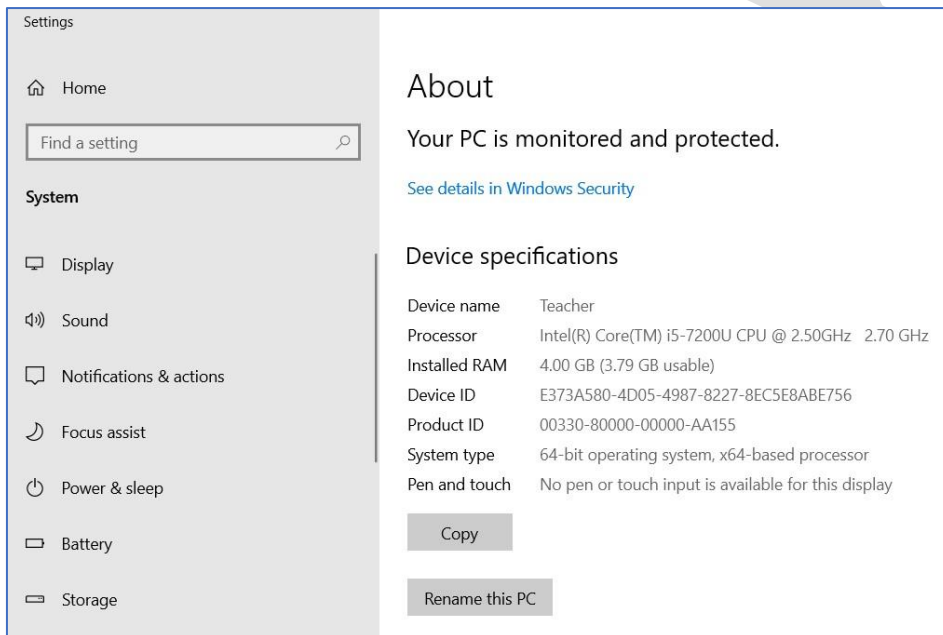 Settings
Home
Find a setting
System
Display
Sound
Notifications & actions
Focus assist
Power & sleep
Battery
Storage
About
Your PC is monitored and protected.
See details in Windows Security
Device specifications
Device name Teacher
Processor Intel(R) Core(TM) i5-7200U CPU @ 2.50GHz 2.70 GHz
Installed RAM 4.00 GB (3.79 GB usable)
Device ID E373A580-4D05-4987-8227-8EC5E8ABE756
Product ID 00330-80000-00000-AA155
System type 64-bit operating system, x64-based processor
Pen and touch No pen or touch input is available for this display
Copy
Rename this PC